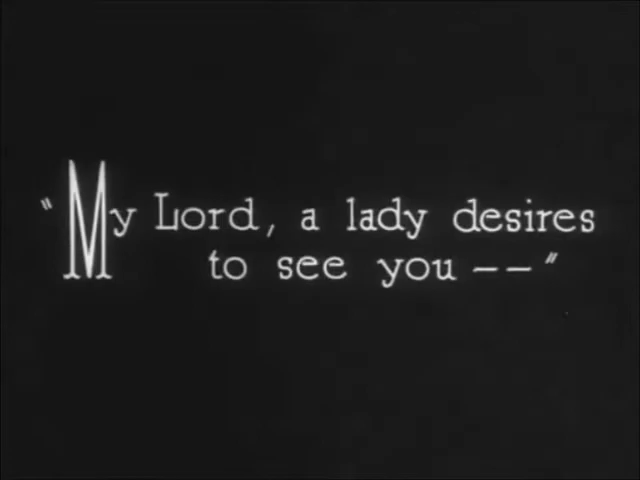 "My Lord, a lady desires
to see you — —"